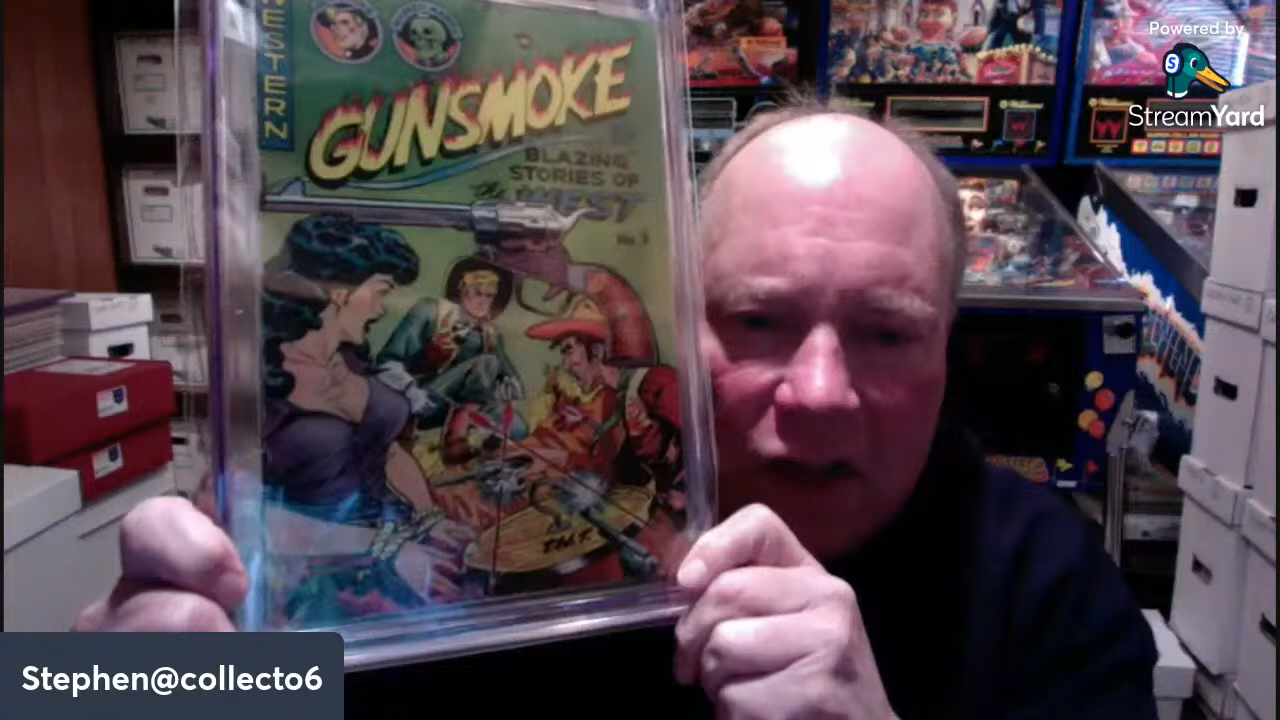 Powered by
S
StreamYard
WESTERN
GUNSMOKE
BLAZING
STORIES OF
the WEST
T.N.T.
Stephen@collecto6